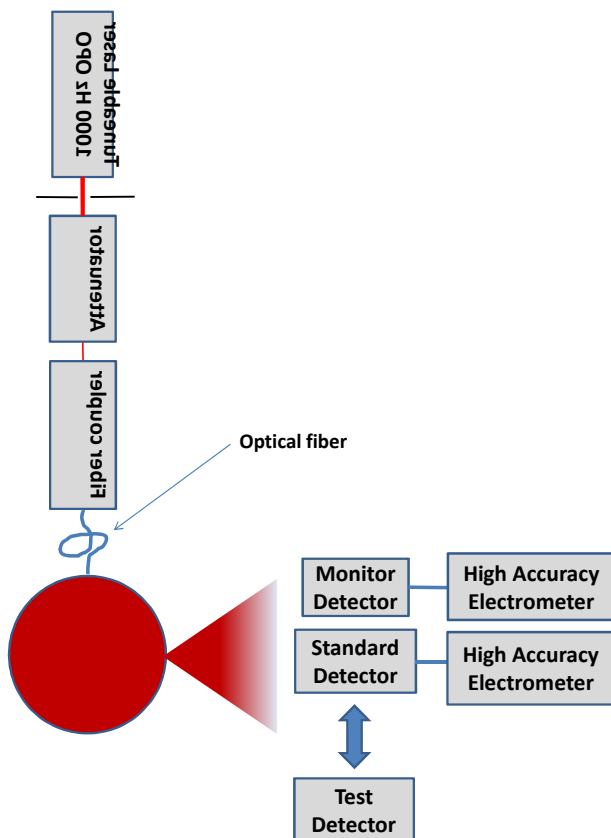 1000 Hz OPO
Tuneable Laser
Attenuator
Fiber coupler
Optical fiber
Monitor
Detector
High Accuracy
Electrometer
Standard
Detector
High Accuracy
Electrometer
Test
Detector